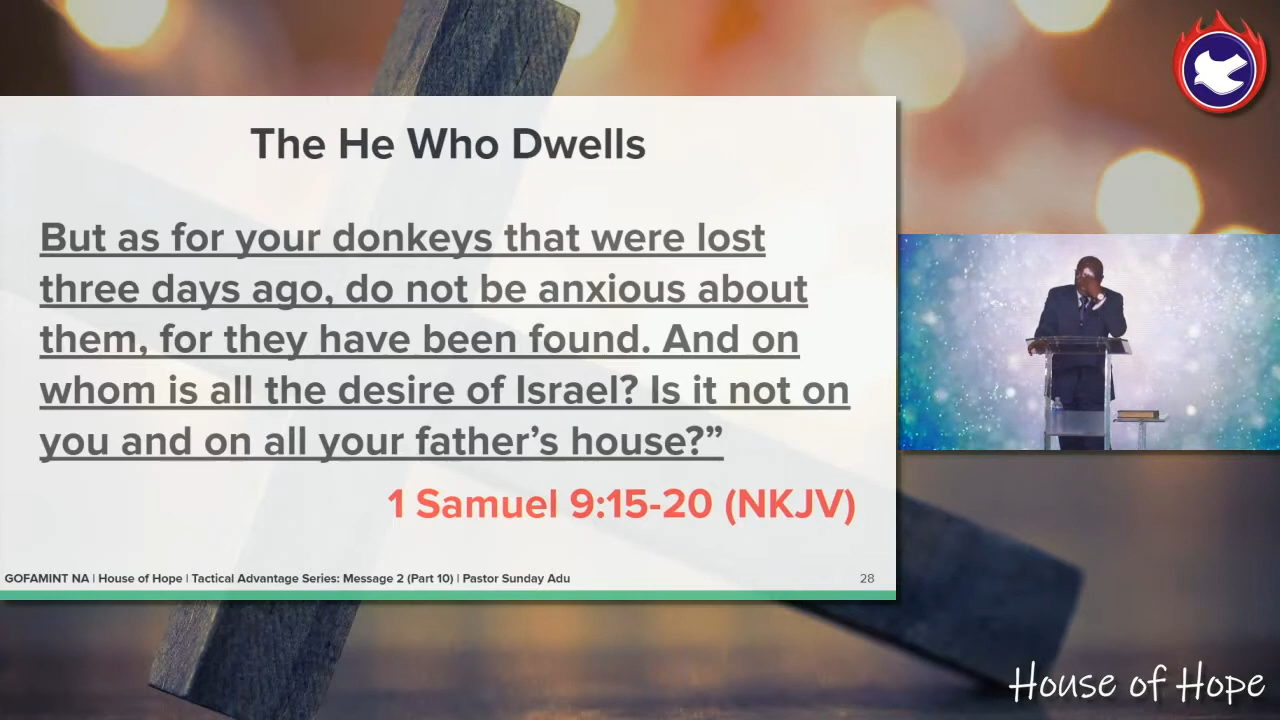 The He Who Dwells
But as for your donkeys that were lost
three days ago, do not be anxious about
them, for they have been found. And on
whom is all the desire of Israel? Is it not on
you and on all your father’s house?”
1 Samuel 9:15-20 (NKJV)
GOFAMINT NA | House of Hope | Tactical Advantage Series: Message 2 (Part 10) | Pastor Sunday Adu
28
House of Hope